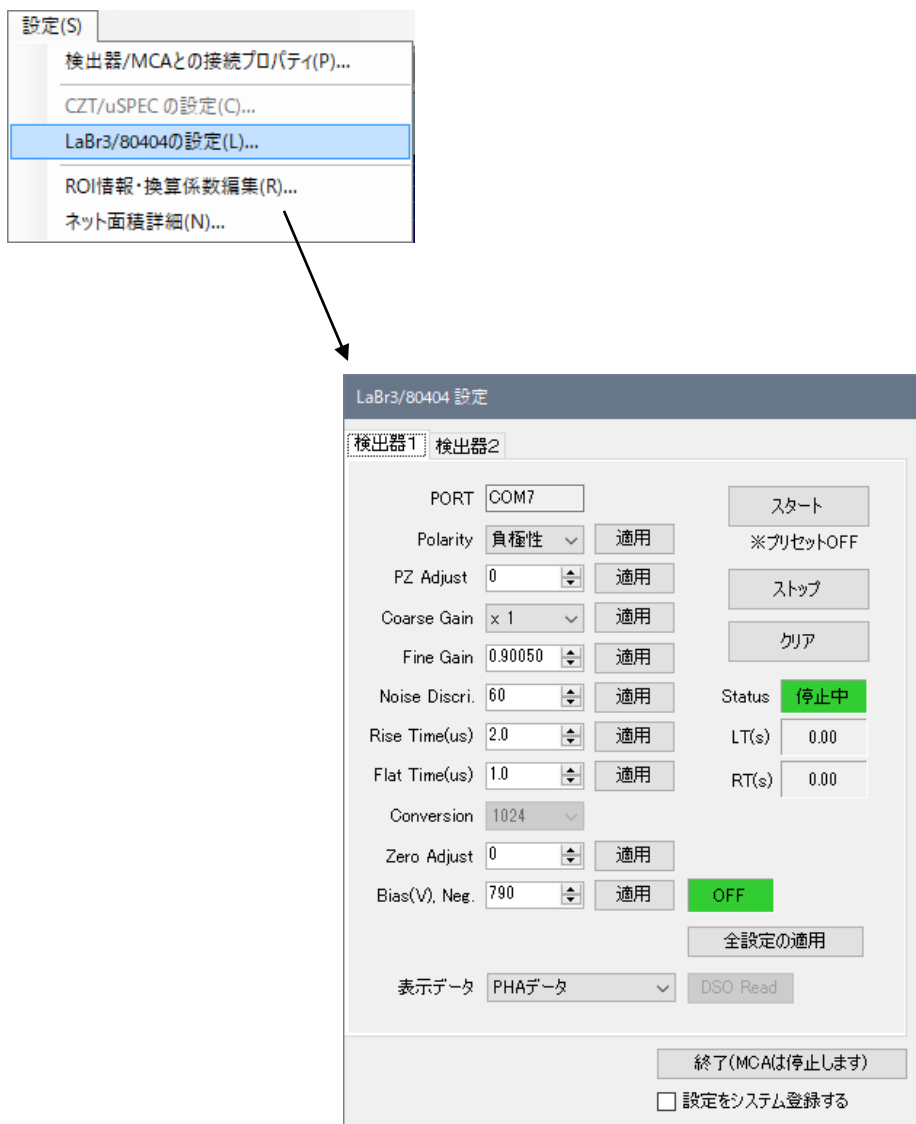 設定(S)
検出器/MCAとの接続プロパティ(P)...
CZT/uSPEC の設定(C)...
LaBr3/80404の設定(L)...
ROI情報・換算係数編集(R)...
ネット面積詳細(N)...
LaBr3/80404 設定
検出器1 検出器2
PORT COM7 スタート
※プリセットOFF
Polarity 負極性 適用
PZ Adjust 0 適用 ストップ
Coarse Gain x 1 適用
クリア
Fine Gain 0.90050 適用
Noise Discri. 60 適用 Status 停止中
Rise Time(us) 2.0 適用 LT(s) 0.00
Flat Time(us) 1.0 適用 RT(s) 0.00
Conversion 1024
Zero Adjust 0 適用
Bias(V), Neg. 790 適用 OFF
全設定の適用
表示データ PHAデータ DSO Read
終了(MCAは停止します)
設定をシステム登録する